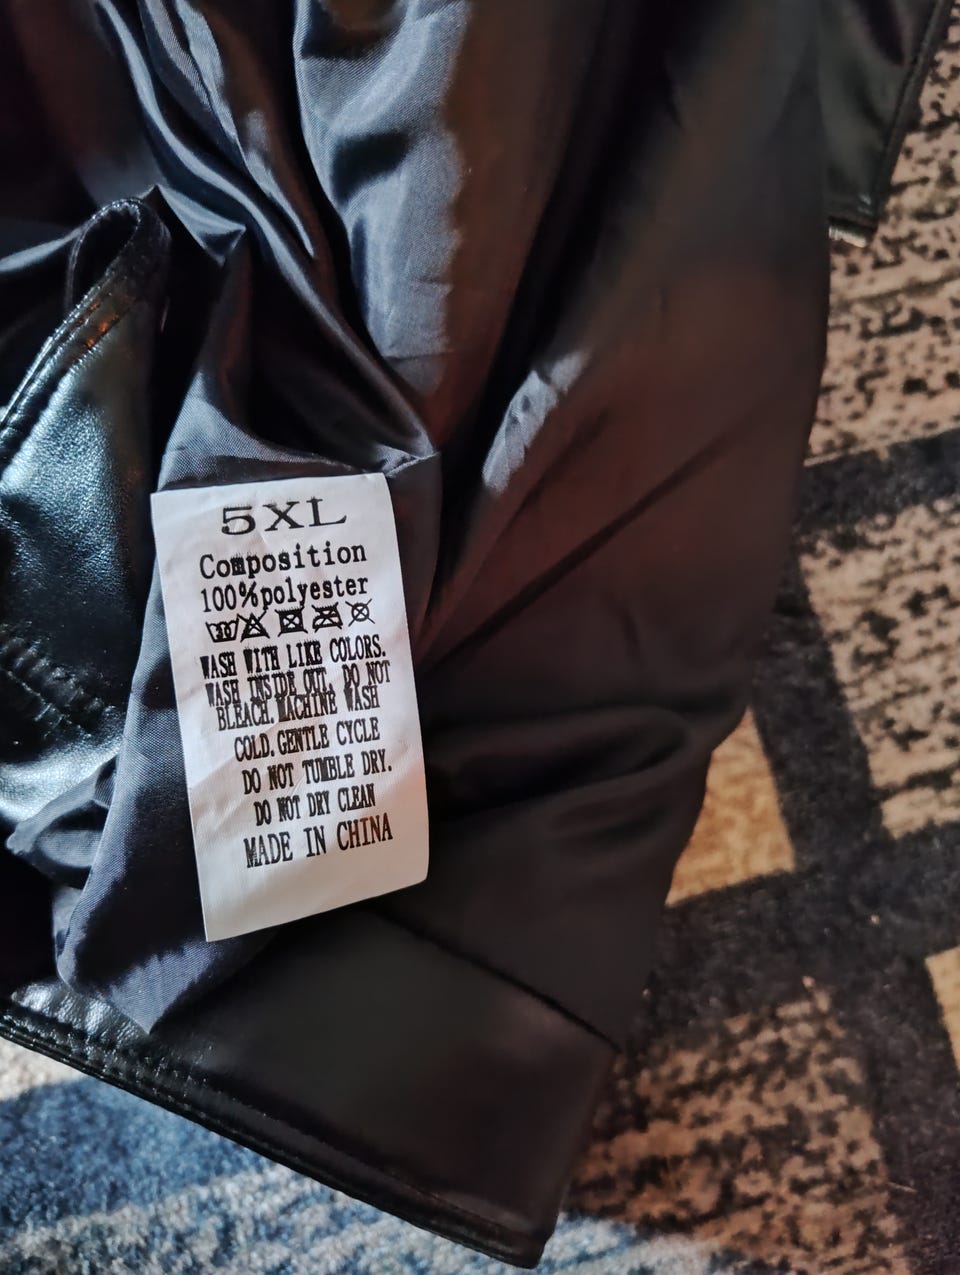 5XL
Composition
100%polyester
WASH WITH LIKE COLORS.
WASH INSIDE OUT. DO NOT
BLEACH. MACHINE WASH
COLD. GENTLE CYCLE
DO NOT TUMBLE DRY.
DO NOT DRY CLEAN
MADE IN CHINA